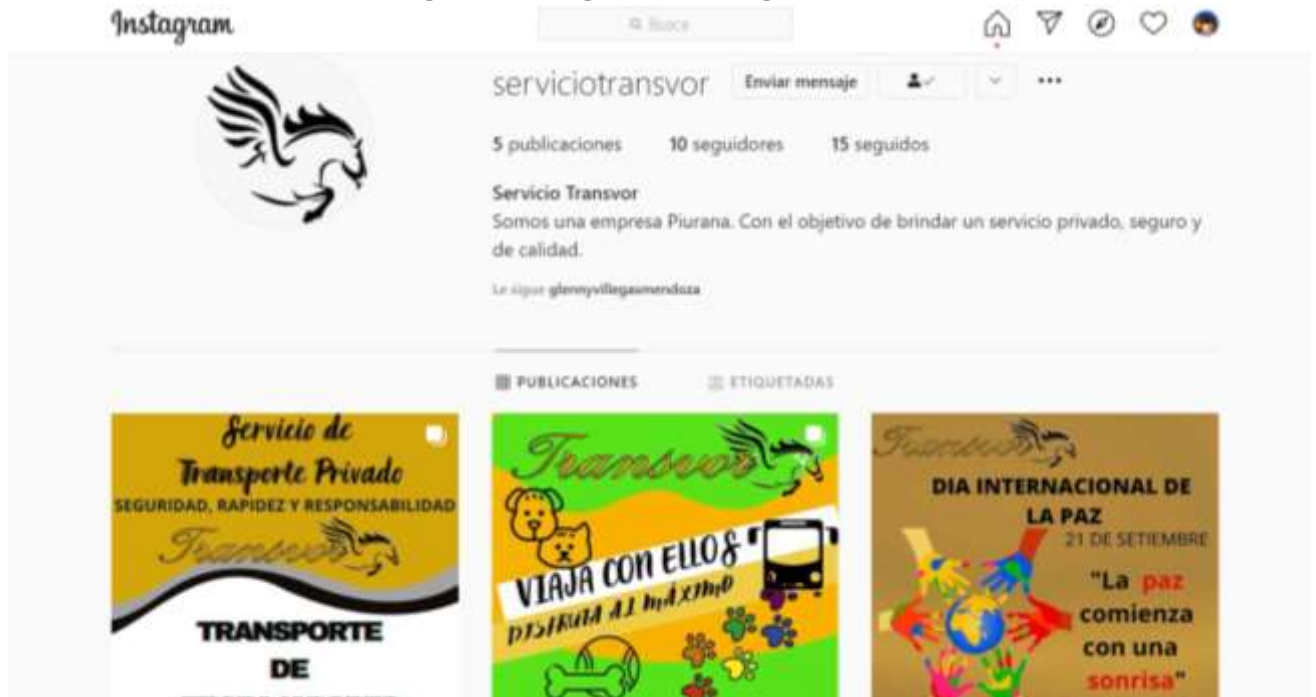 Instagram
Busca
serviciotransvor Enviar mensaje
5 publicaciones 10 seguidores 15 seguidos
Servicio Transvor
Somos una empresa Piurana. Con el objetivo de brindar un servicio privado, seguro y
de calidad.
Le sigue glennyvillegasmendoza
PUBLICACIONES ETIQUETADAS
Servicio de
Transporte Privado
SEGURIDAD, RAPIDEZ Y RESPONSABILIDAD
Transvor
TRANSPORTE
DE
Transvor
VIAJA CON ELLOS
DISFRUTA AL MÁXIMO
Transvor
DIA INTERNACIONAL DE
LA PAZ
21 DE SETIEMBRE
"La paz
comienza
con una
sonrisa"